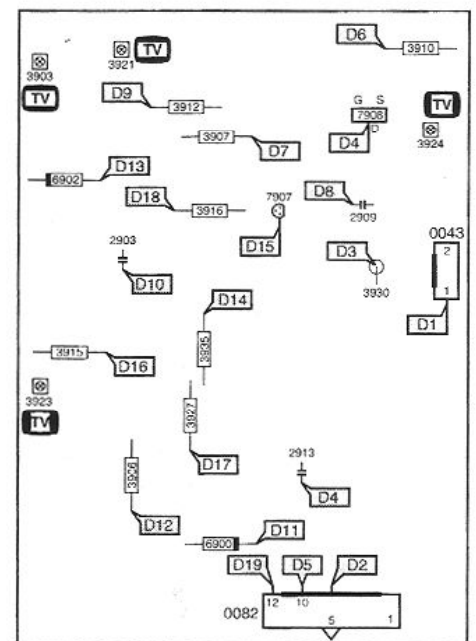 D6
3910
3921
TV
3903
TV
D9
3912
G S
7908
D
D4
TV
3924
3907
D7
D13
6902
D18
3916
7907
D8
2909
D15
2903
D10
D3
3930
0043
2
1
D1
D14
3935
3915
D16
3923
TV
3927
D17
3906
D12
2913
D4
D11
6900
D19
D5
D2
12
10
0082
5
1